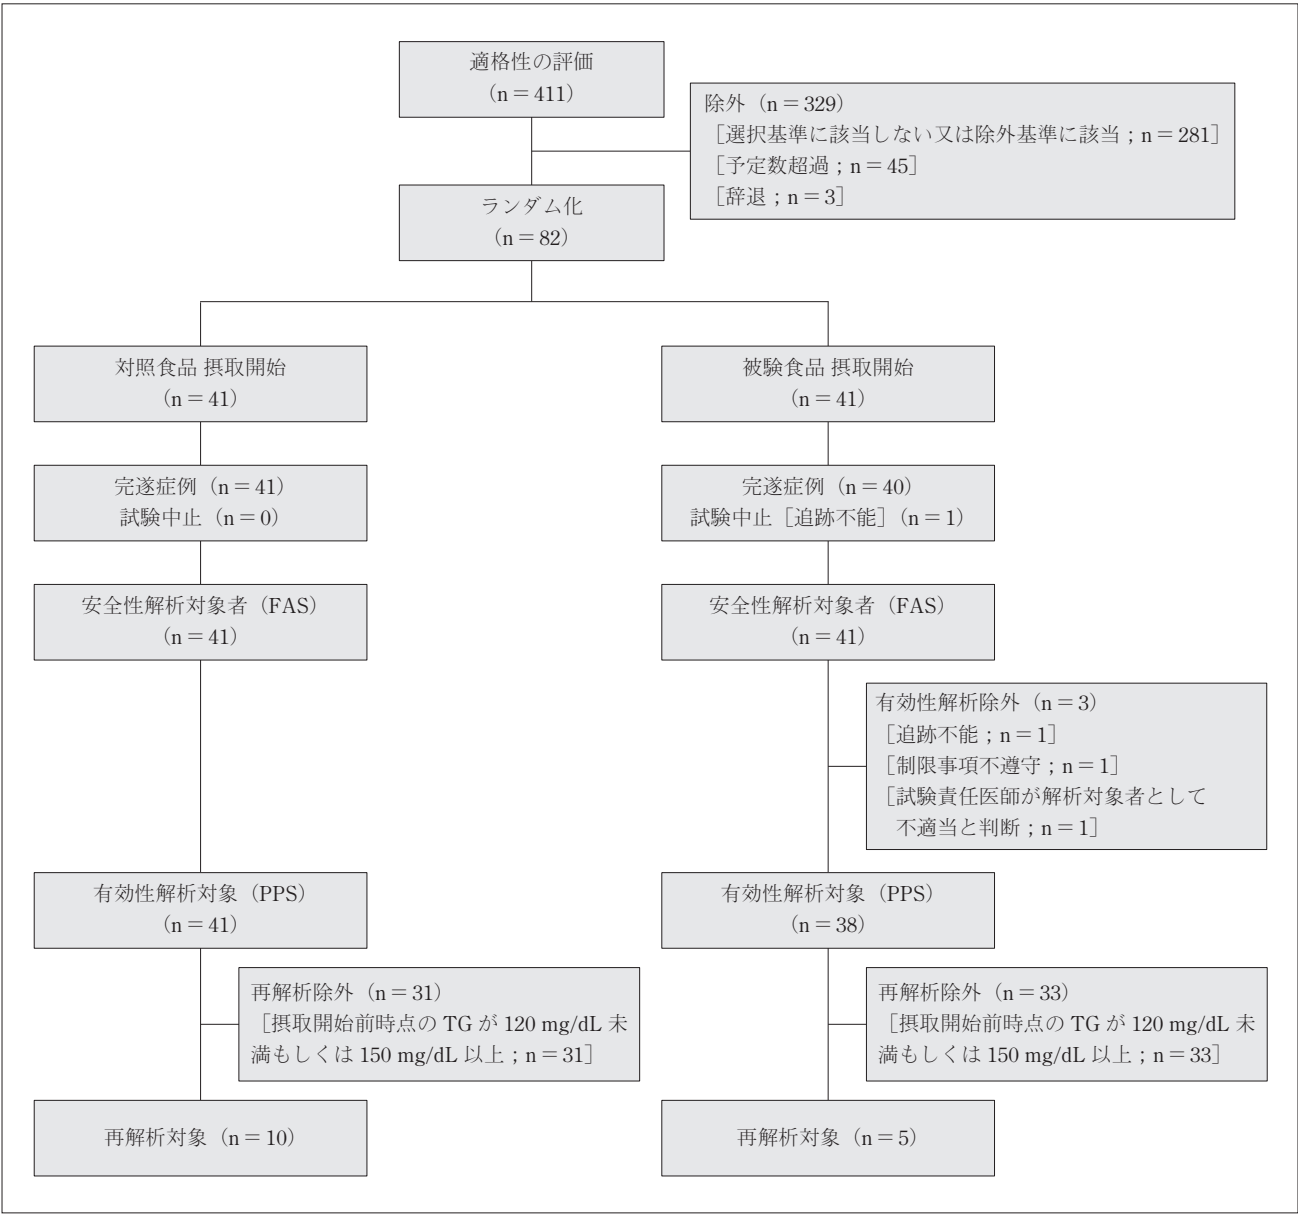 適格性の評価
（n = 411）
除外（n = 329）
［選択基準に該当しない又は除外基準に該当；n = 281］
［予定数超過；n = 45］
［辞退；n = 3］
ランダム化
（n = 82）
対照食品 摂取開始
（n = 41）
被験食品 摂取開始
（n = 41）
完遂症例（n = 41）
試験中止（n = 0）
完遂症例（n = 40）
試験中止［追跡不能］（n = 1）
安全性解析対象者（FAS）
（n = 41）
安全性解析対象者（FAS）
（n = 41）
有効性解析除外（n = 3）
［追跡不能；n = 1］
［制限事項不遵守；n = 1］
［試験責任医師が解析対象者として
不適当と判断；n = 1］
有効性解析対象（PPS）
（n = 41）
有効性解析対象（PPS）
（n = 38）
再解析除外（n = 31）
［摂取開始前時点の TG が 120 mg/dL 未
満もしくは 150 mg/dL 以上；n = 31］
再解析除外（n = 33）
［摂取開始前時点の TG が 120 mg/dL 未
満もしくは 150 mg/dL 以上；n = 33］
再解析対象（n = 10）
再解析対象（n = 5）